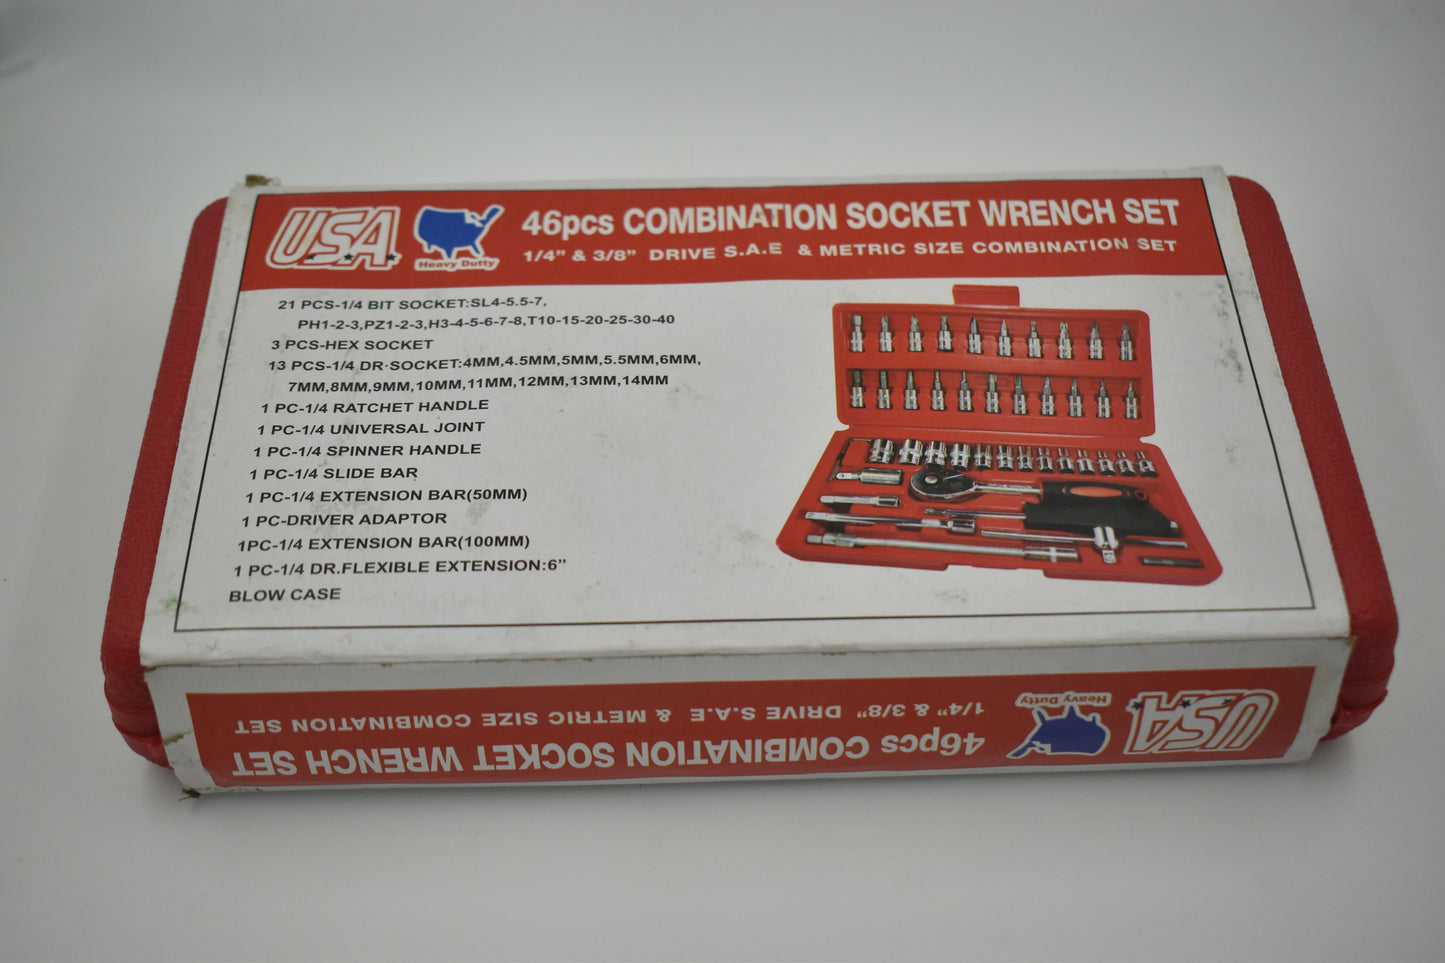 USA
Heavy Dutty
46pcs COMBINATION SOCKET WRENCH SET
1/4" & 3/8" DRIVE S.A.E & METRIC SIZE COMBINATION SET
21 PCS-1/4 BIT SOCKET:SL4-5.5-7,
PH1-2-3,PZ1-2-3,H3-4-5-6-7-8,T10-15-20-25-30-40
3 PCS-HEX SOCKET
13 PCS-1/4 DR·SOCKET:4MM,4.5MM,5MM,5.5MM,6MM,
7MM,8MM,9MM,10MM,11MM,12MM,13MM,14MM
1 PC-1/4 RATCHET HANDLE
1 PC-1/4 UNIVERSAL JOINT
1 PC-1/4 SPINNER HANDLE
1 PC-1/4 SLIDE BAR
1 PC-1/4 EXTENSION BAR(50MM)
1 PC-DRIVER ADAPTOR
1PC-1/4 EXTENSION BAR(100MM)
1 PC-1/4 DR.FLEXIBLE EXTENSION:6"
BLOW CASE
USA
Heavy Dutty
46pcs COMBINATION SOCKET WRENCH SET
1/4" & 3/8" DRIVE S.A.E & METRIC SIZE COMBINATION SET